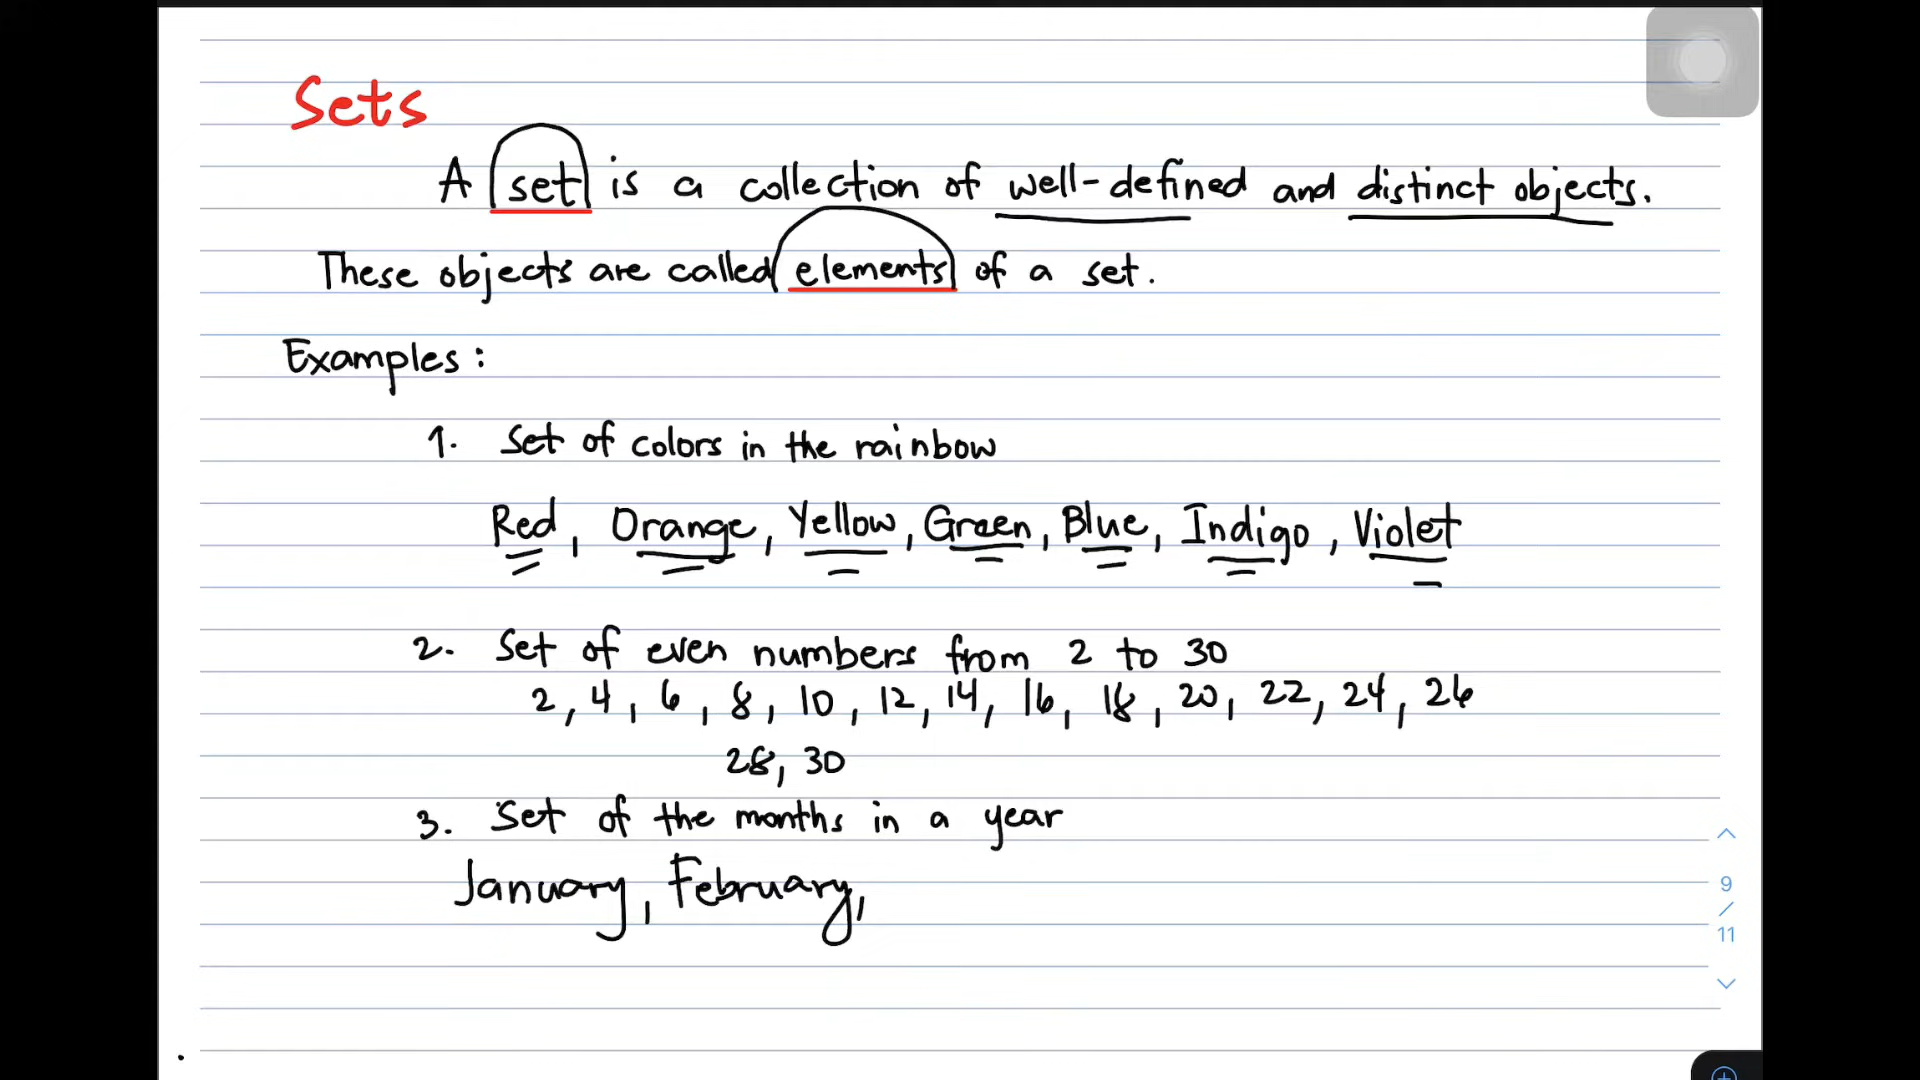 Sets
A set is a collection of well-defined and distinct objects.
These objects are called elements of a set.
Examples:
1. Set of colors in the rainbow
Red, Orange, Yellow, Green, Blue, Indigo, Violet
2. Set of even numbers from 2 to 30
2, 4, 6, 8, 10, 12, 14, 16, 18, 20, 22, 24, 26
28, 30
3. Set of the months in a year
January, February,
9
/
11